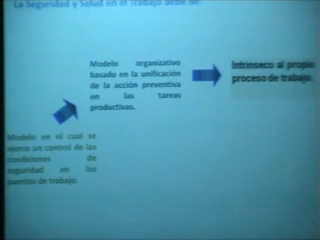 La Seguridad y Salud en el Trabajo debe de:
Modelo organizativo
basado en la unificación
de la acción preventiva
en las tareas
productivas.
Intrínseco al propio
proceso de trabajo.
Modelo en el cual se
ejerce un control de las
condiciones de
seguridad en los
puestos de trabajo.